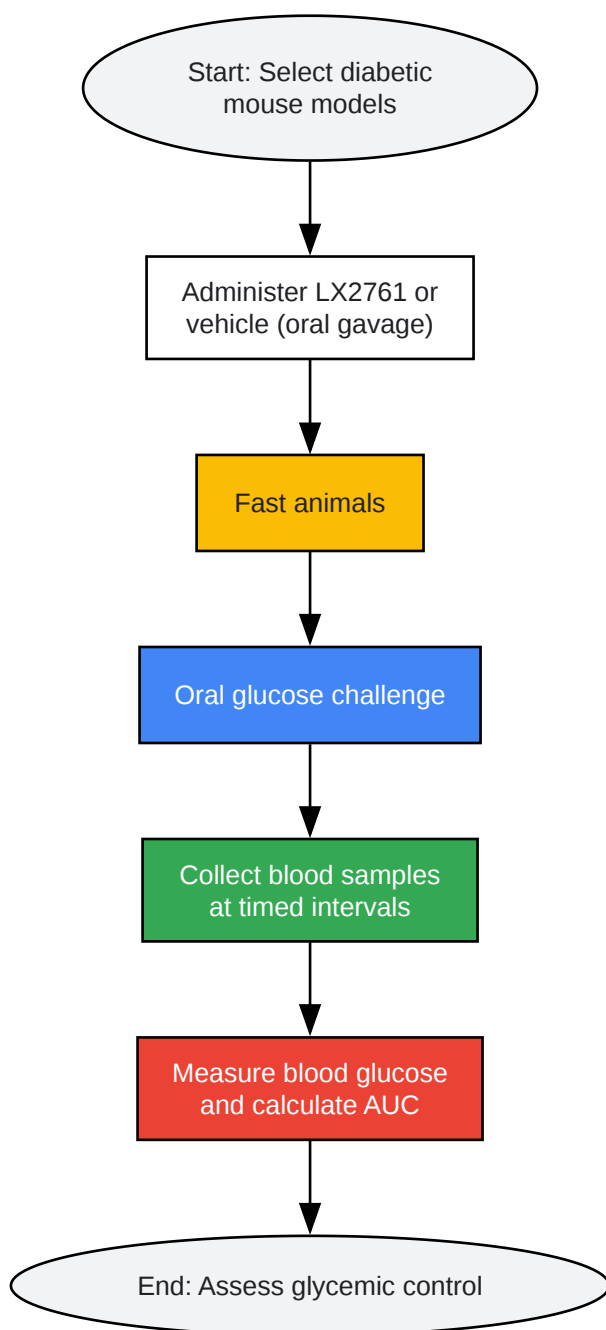 Start: Select diabetic
mouse models
Administer LX2761 or
vehicle (oral gavage)
Fast animals
Oral glucose challenge
Collect blood samples
at timed intervals
Measure blood glucose
and calculate AUC
End: Assess glycemic control